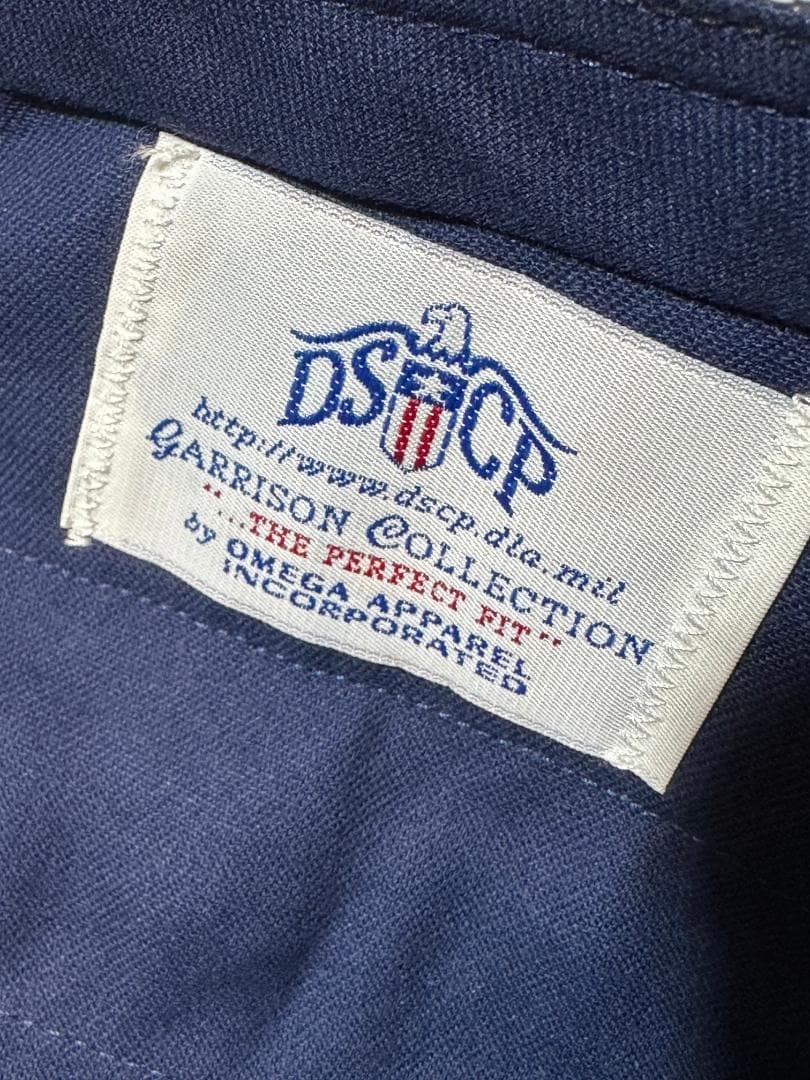 DSCP
http://www.dscp.dla.mil
GARRISON COLLECTION
"...THE PERFECT FIT"
by OMEGA APPAREL
INCORPORATED